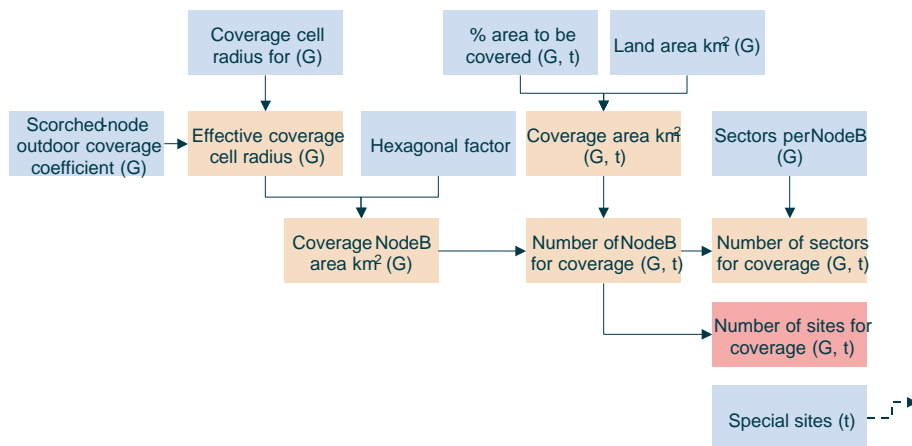 Coverage cell
radius for (G)
% area to be
covered (G, t)
Land area km² (G)
Scorched-node
outdoor coverage
coefficient (G)
Effective coverage
cell radius (G)
Hexagonal factor
Coverage area km²
(G, t)
Sectors per NodeB
(G)
Coverage NodeB
area km² (G)
Number of NodeB
for coverage (G, t)
Number of sectors
for coverage (G, t)
Number of sites for
coverage (G, t)
Special sites (t)